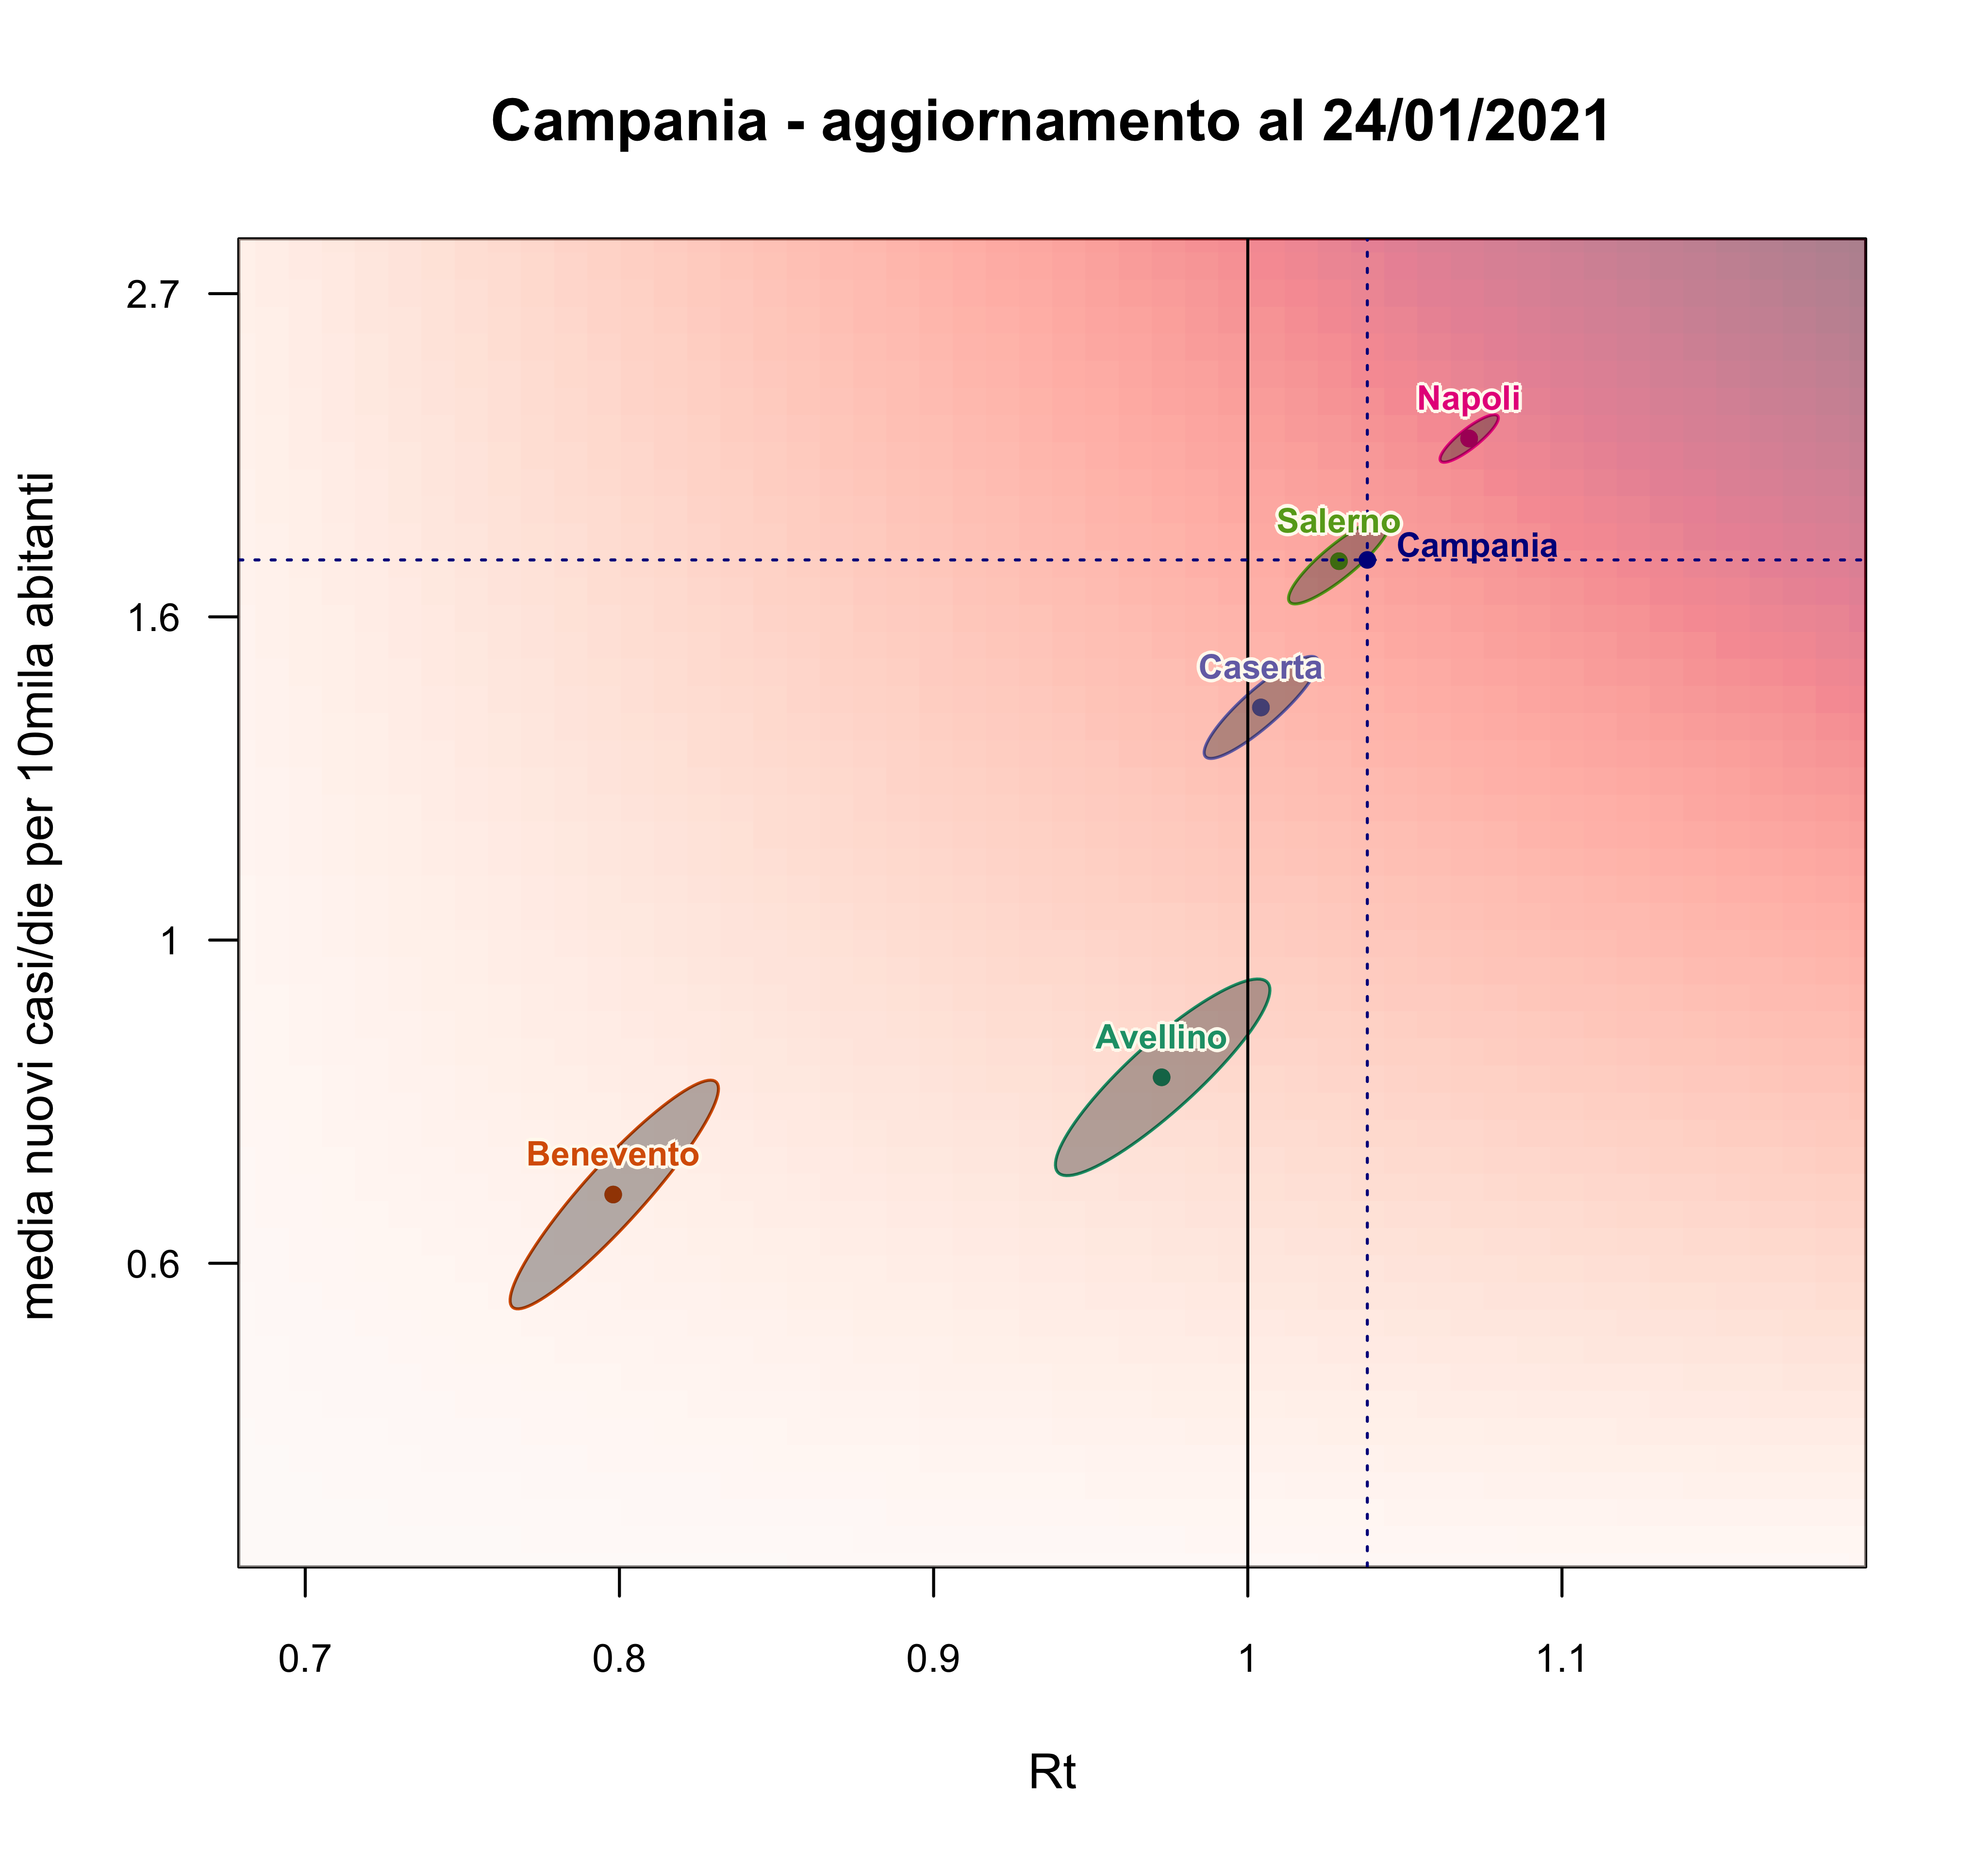 Campania - aggiornamento al 24/01/2021
media nuovi casi/die per 10mila abitanti
2.7
1.6
1
0.6
Napoli
Salerno
Campania
Caserta
Avellino
Benevento
0.7
0.8
0.9
1
1.1
Rt